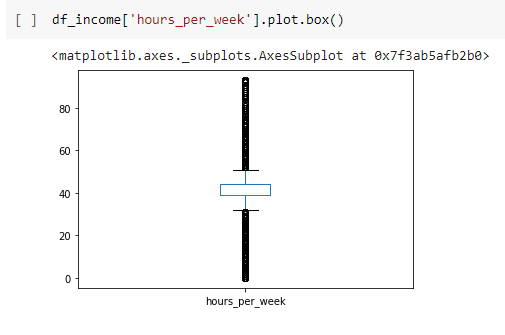 [ ] df_income['hours_per_week'].plot.box()
<matplotlib.axes._subplots.AxesSubplot at 0x7f3ab5afb2b0>
80
60
40
20
0
hours_per_week